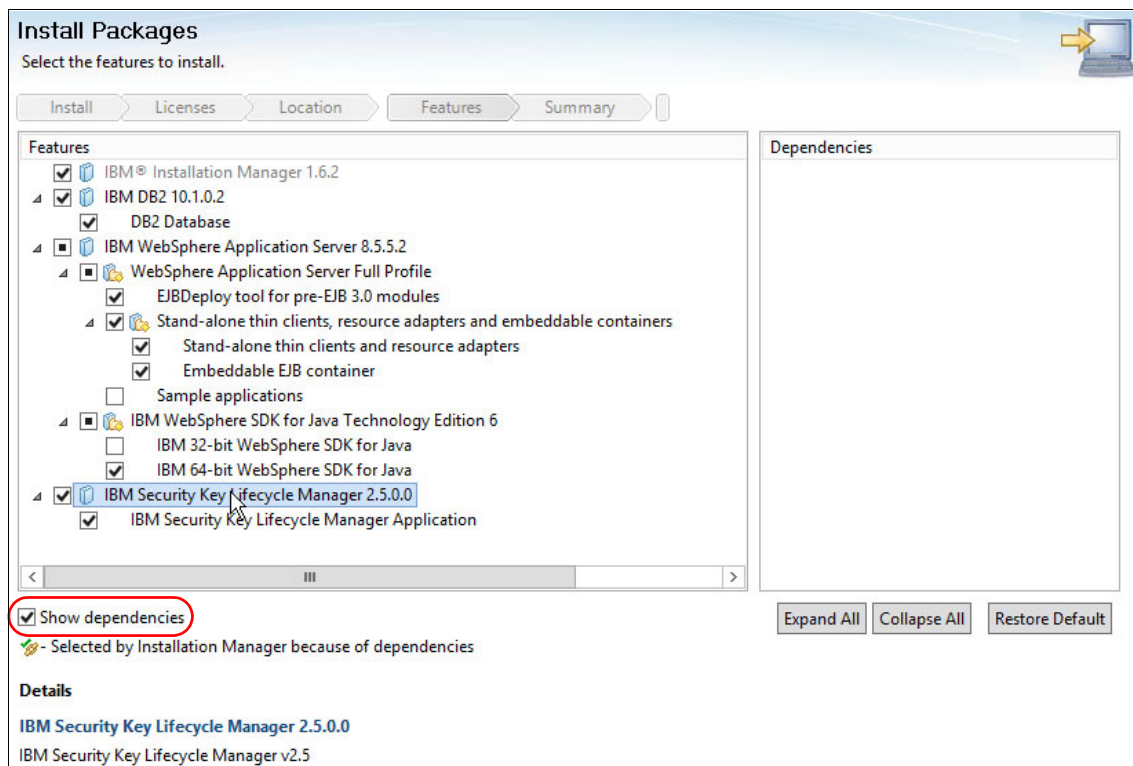 Install Packages
Select the features to install.
Install Licenses Location Features Summary
Features
IBM® Installation Manager 1.6.2
IBM DB2 10.1.0.2
DB2 Database
IBM WebSphere Application Server 8.5.5.2
WebSphere Application Server Full Profile
EJBDeploy tool for pre-EJB 3.0 modules
Stand-alone thin clients, resource adapters and embeddable containers
Stand-alone thin clients and resource adapters
Embeddable EJB container
Sample applications
IBM WebSphere SDK for Java Technology Edition 6
IBM 32-bit WebSphere SDK for Java
IBM 64-bit WebSphere SDK for Java
IBM Security Key Lifecycle Manager 2.5.0.0
IBM Security Key Lifecycle Manager Application
Dependencies
Show dependencies
Expand All Collapse All Restore Default
- Selected by Installation Manager because of dependencies
Details
IBM Security Key Lifecycle Manager 2.5.0.0
IBM Security Key Lifecycle Manager v2.5